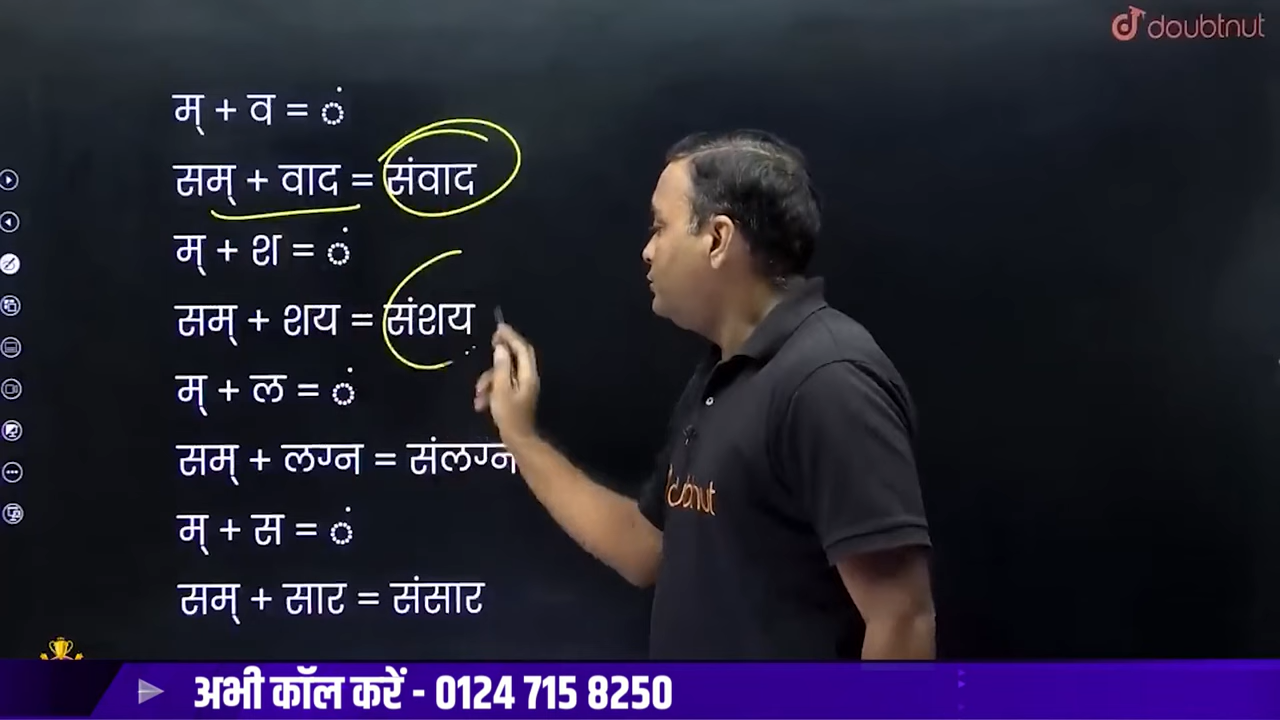 doubtnut
म् + व = ं
सम् + वाद = संवाद
म् + श = ं
सम् + शय = संशय
म् + ल = ं
सम् + लग्न = संलग्न
म् + स = ं
सम् + सार = संसार
doubtnut
अभी कॉल करें - 0124 715 8250